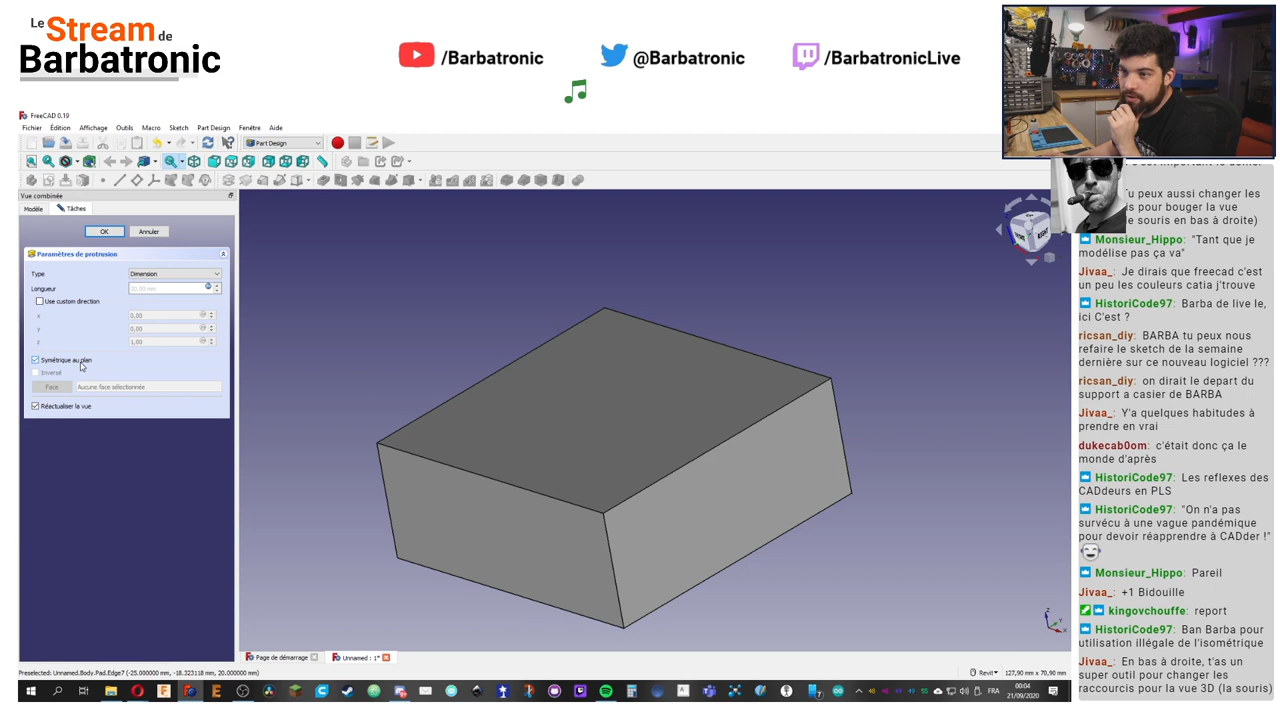 Le
Stream de
Barbatronic
/Barbatronic
@Barbatronic
/BarbatronicLive
FreeCAD 0.19
Fichier Édition Affichage Outils Macro Sketch Part Design Fenêtre Aide
Part Design
Vue combinée
Modèle Tâches
OK Annuler
Paramètres de protrusion
Type Dimension
Longueur 20,00 mm
Use custom direction
x 0,00
y 0,00
z 1,00
Symétrique au plan
Inversé
Face Aucune face sélectionnée
Réactualiser la vue
RIGHT
Z
Y
X
Page de démarrage Unnamed : 1*
Preselected: Unnamed.Body.Pad.Edge7 (-25.000000 mm, -18.323118 mm, 20.000000 mm)
Revit 127,90 mm x 70,90 mm
FRA
00:04
21/09/2020
Tu peux aussi changer les
s pour bouger la vue
e souris en bas à droite)
Monsieur_Hippo: "Tant que je
modélise pas ça va"
Jivaa_: Je dirais que freecad c'est
un peu les couleurs catia j'trouve
HistoriCode97: Barba de live le,
ici C'est ?
ricsan_diy: BARBA tu peux nous
refaire le sketch de la semaine
dernière sur ce nouveau logiciel ???
ricsan_diy: on dirait le depart du
support a casier de BARBA
Jivaa_: Y'a quelques habitudes à
prendre en vrai
dukecab0om: c'était donc ça le
monde d'après
HistoriCode97: Les reflexes des
CADdeurs en PLS
HistoriCode97: "On n'a pas
survécu à une vague pandémique
pour devoir réapprendre à CADder !"
Monsieur_Hippo: Pareil
Jivaa_: +1 Bidouille
kingovchouffe: report
HistoriCode97: Ban Barba pour
utilisation illégale de l'isométrique
Jivaa_: En bas à droite, t'as un
super outil pour changer les
raccourcis pour la vue 3D (la souris)